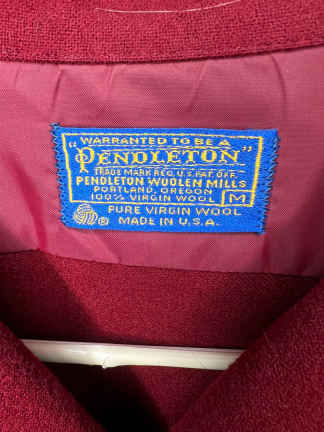 "WARRANTED TO BE A
PENDLETON"
TRADE MARK REG. U.S. PAT. OFF.
PENDLETON WOOLEN MILLS
PORTLAND, OREGON
100% VIRGIN WOOL M
PURE VIRGIN WOOL
® MADE IN U.S.A.